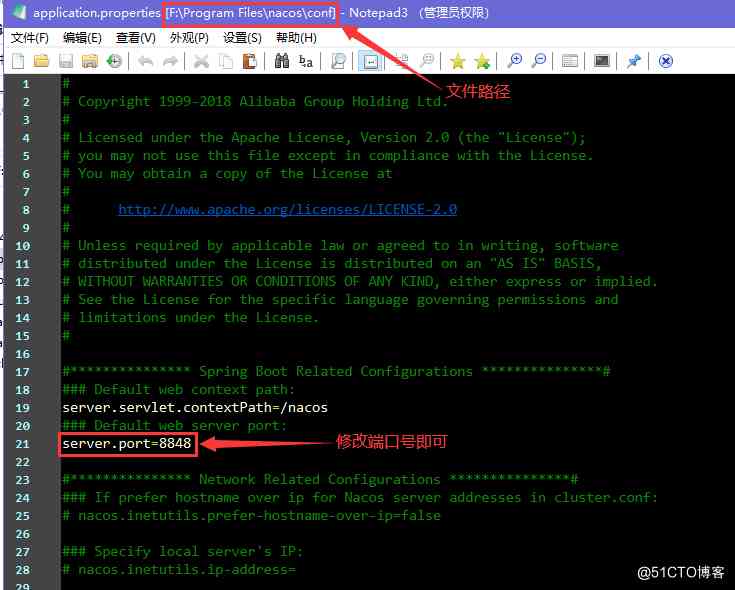 application.properties [F:\Program Files\nacos\conf] - Notepad3 (管理员权限)
文件(F) 编辑(E) 查看(V) 外观(P) 设置(S) 帮助(H)
文件路径
1 #
2 # Copyright 1999-2018 Alibaba Group Holding Ltd.
3 #
4 # Licensed under the Apache License, Version 2.0 (the "License");
5 # you may not use this file except in compliance with the License.
6 # You may obtain a copy of the License at
7 #
8 # http://www.apache.org/licenses/LICENSE-2.0
9 #
10 # Unless required by applicable law or agreed to in writing, software
11 # distributed under the License is distributed on an "AS IS" BASIS,
12 # WITHOUT WARRANTIES OR CONDITIONS OF ANY KIND, either express or implied.
13 # See the License for the specific language governing permissions and
14 # limitations under the License.
15 #
16
17 #*************** Spring Boot Related Configurations ***************#
18 ### Default web context path:
19 server.servlet.contextPath=/nacos
20 ### Default web server port:
21 server.port=8848 修改端口号即可
22
23 #*************** Network Related Configurations ***************#
24 ### If prefer hostname over ip for Nacos server addresses in cluster.conf:
25 # nacos.inetutils.prefer-hostname-over-ip=false
26
27 ### Specify local server's IP:
28 # nacos.inetutils.ip-address=
29
@51CTO博客